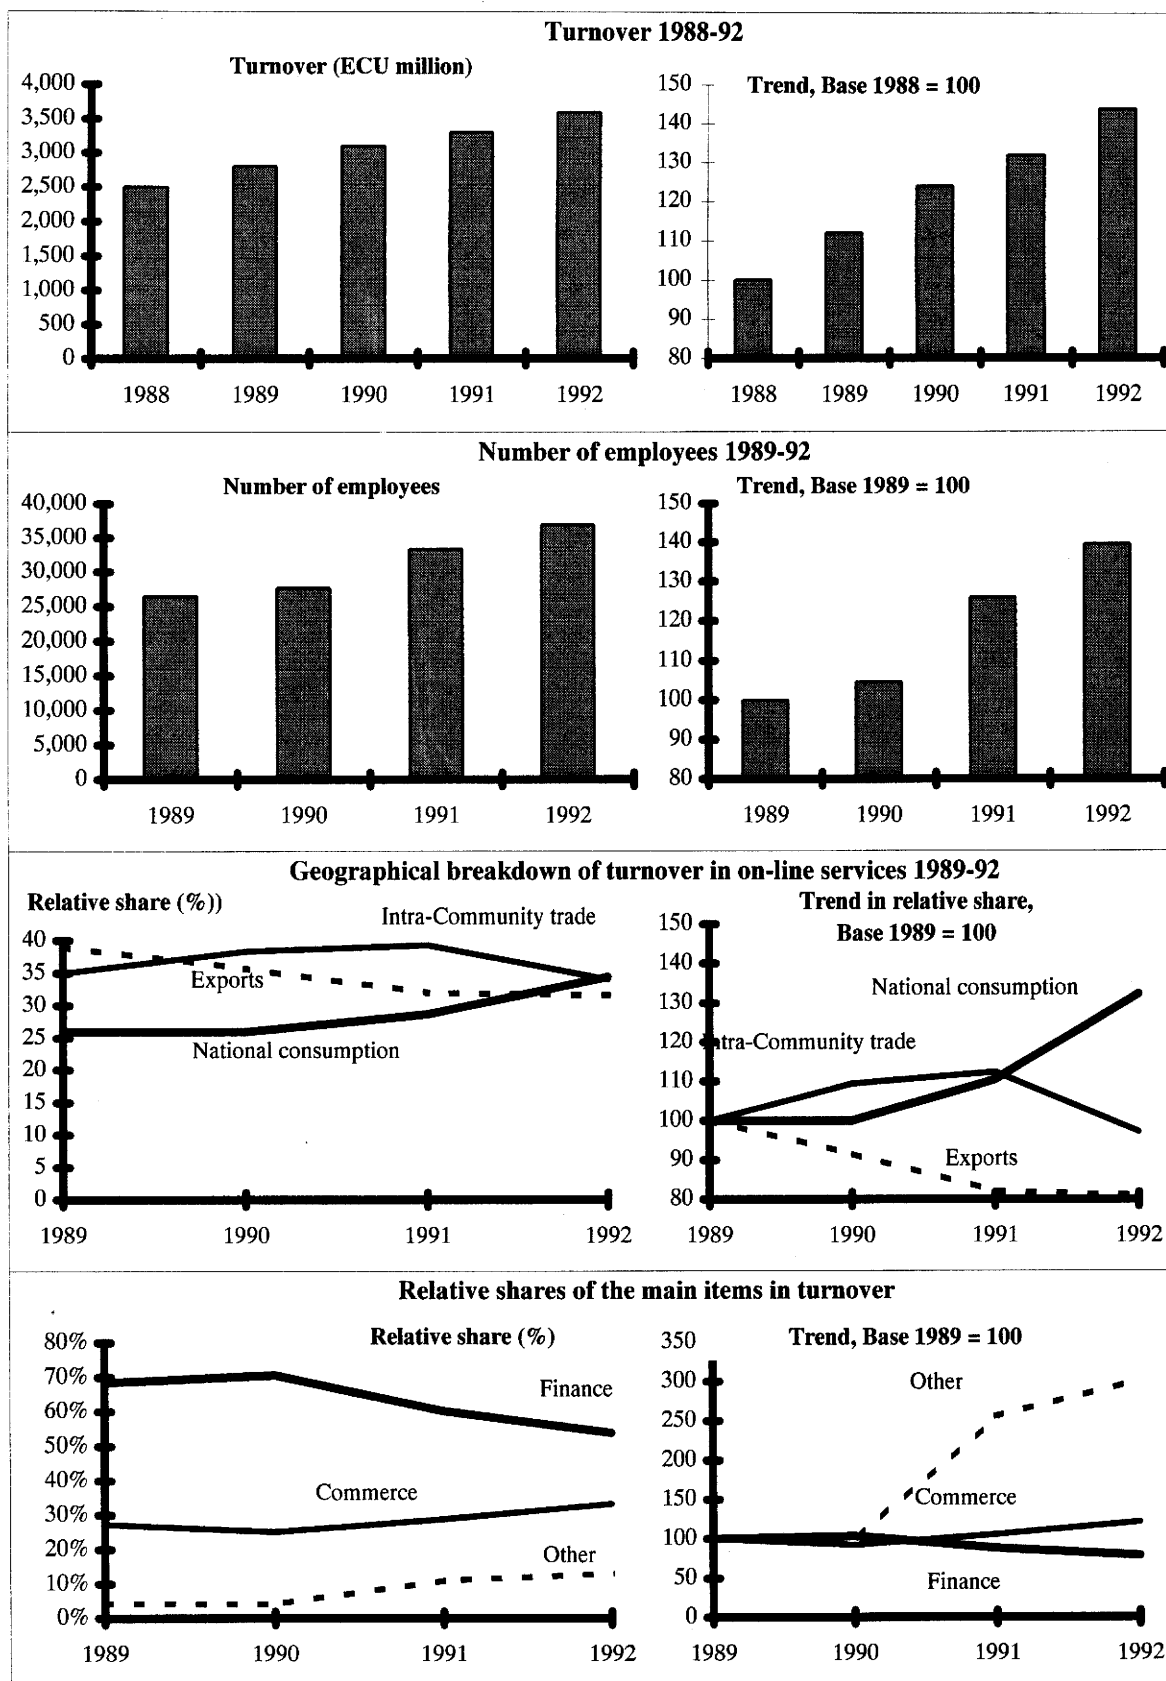 Turnover 1988-92
Turnover (ECU million)
4,000
3,500
3,000
2,500
2,000
1,500
1,000
500
0
1988 1989 1990 1991 1992
Trend, Base 1988 = 100
150
140
130
120
110
100
90
80
1988 1989 1990 1991 1992
Number of employees 1989-92
Number of employees
40,000
35,000
30,000
25,000
20,000
15,000
10,000
5,000
0
1989 1990 1991 1992
Trend, Base 1989 = 100
150
140
130
120
110
100
90
80
1989 1990 1991 1992
Geographical breakdown of turnover in on-line services 1989-92
Relative share (%))
Intra-Community trade
Exports
National consumption
40
35
30
25
20
15
10
5
0
1989 1990 1991 1992
Trend in relative share,
Base 1989 = 100
National consumption
Intra-Community trade
Exports
150
140
130
120
110
100
90
80
1989 1990 1991 1992
Relative shares of the main items in turnover
Relative share (%)
Finance
Commerce
Other
80%
70%
60%
50%
40%
30%
20%
10%
0%
1989 1990 1991 1992
Trend, Base 1989 = 100
Other
Commerce
Finance
350
300
250
200
150
100
50
0
1989 1990 1991 1992